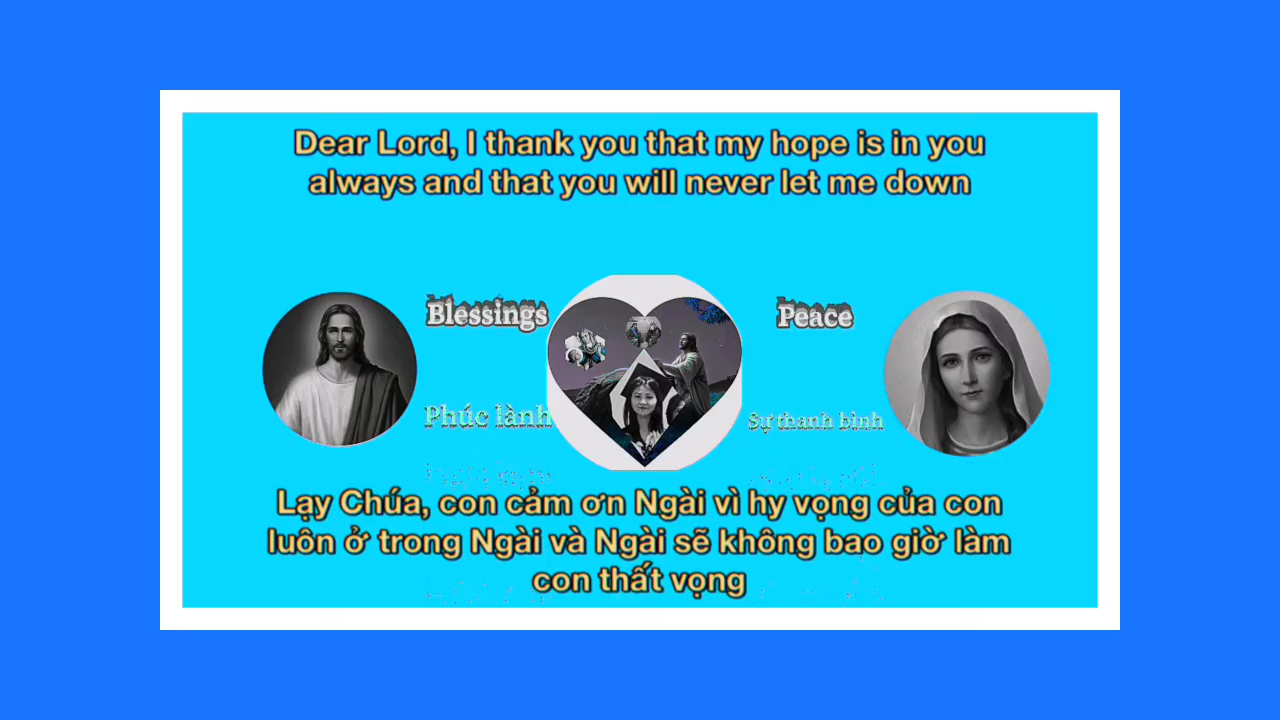 Dear Lord, I thank you that my hope is in you
always and that you will never let me down
Blessings
Peace
Phúc lành
Sự thanh bình
Lạy Chúa, con cảm ơn Ngài vì hy vọng của con
luôn ở trong Ngài và Ngài sẽ không bao giờ làm
con thất vọng